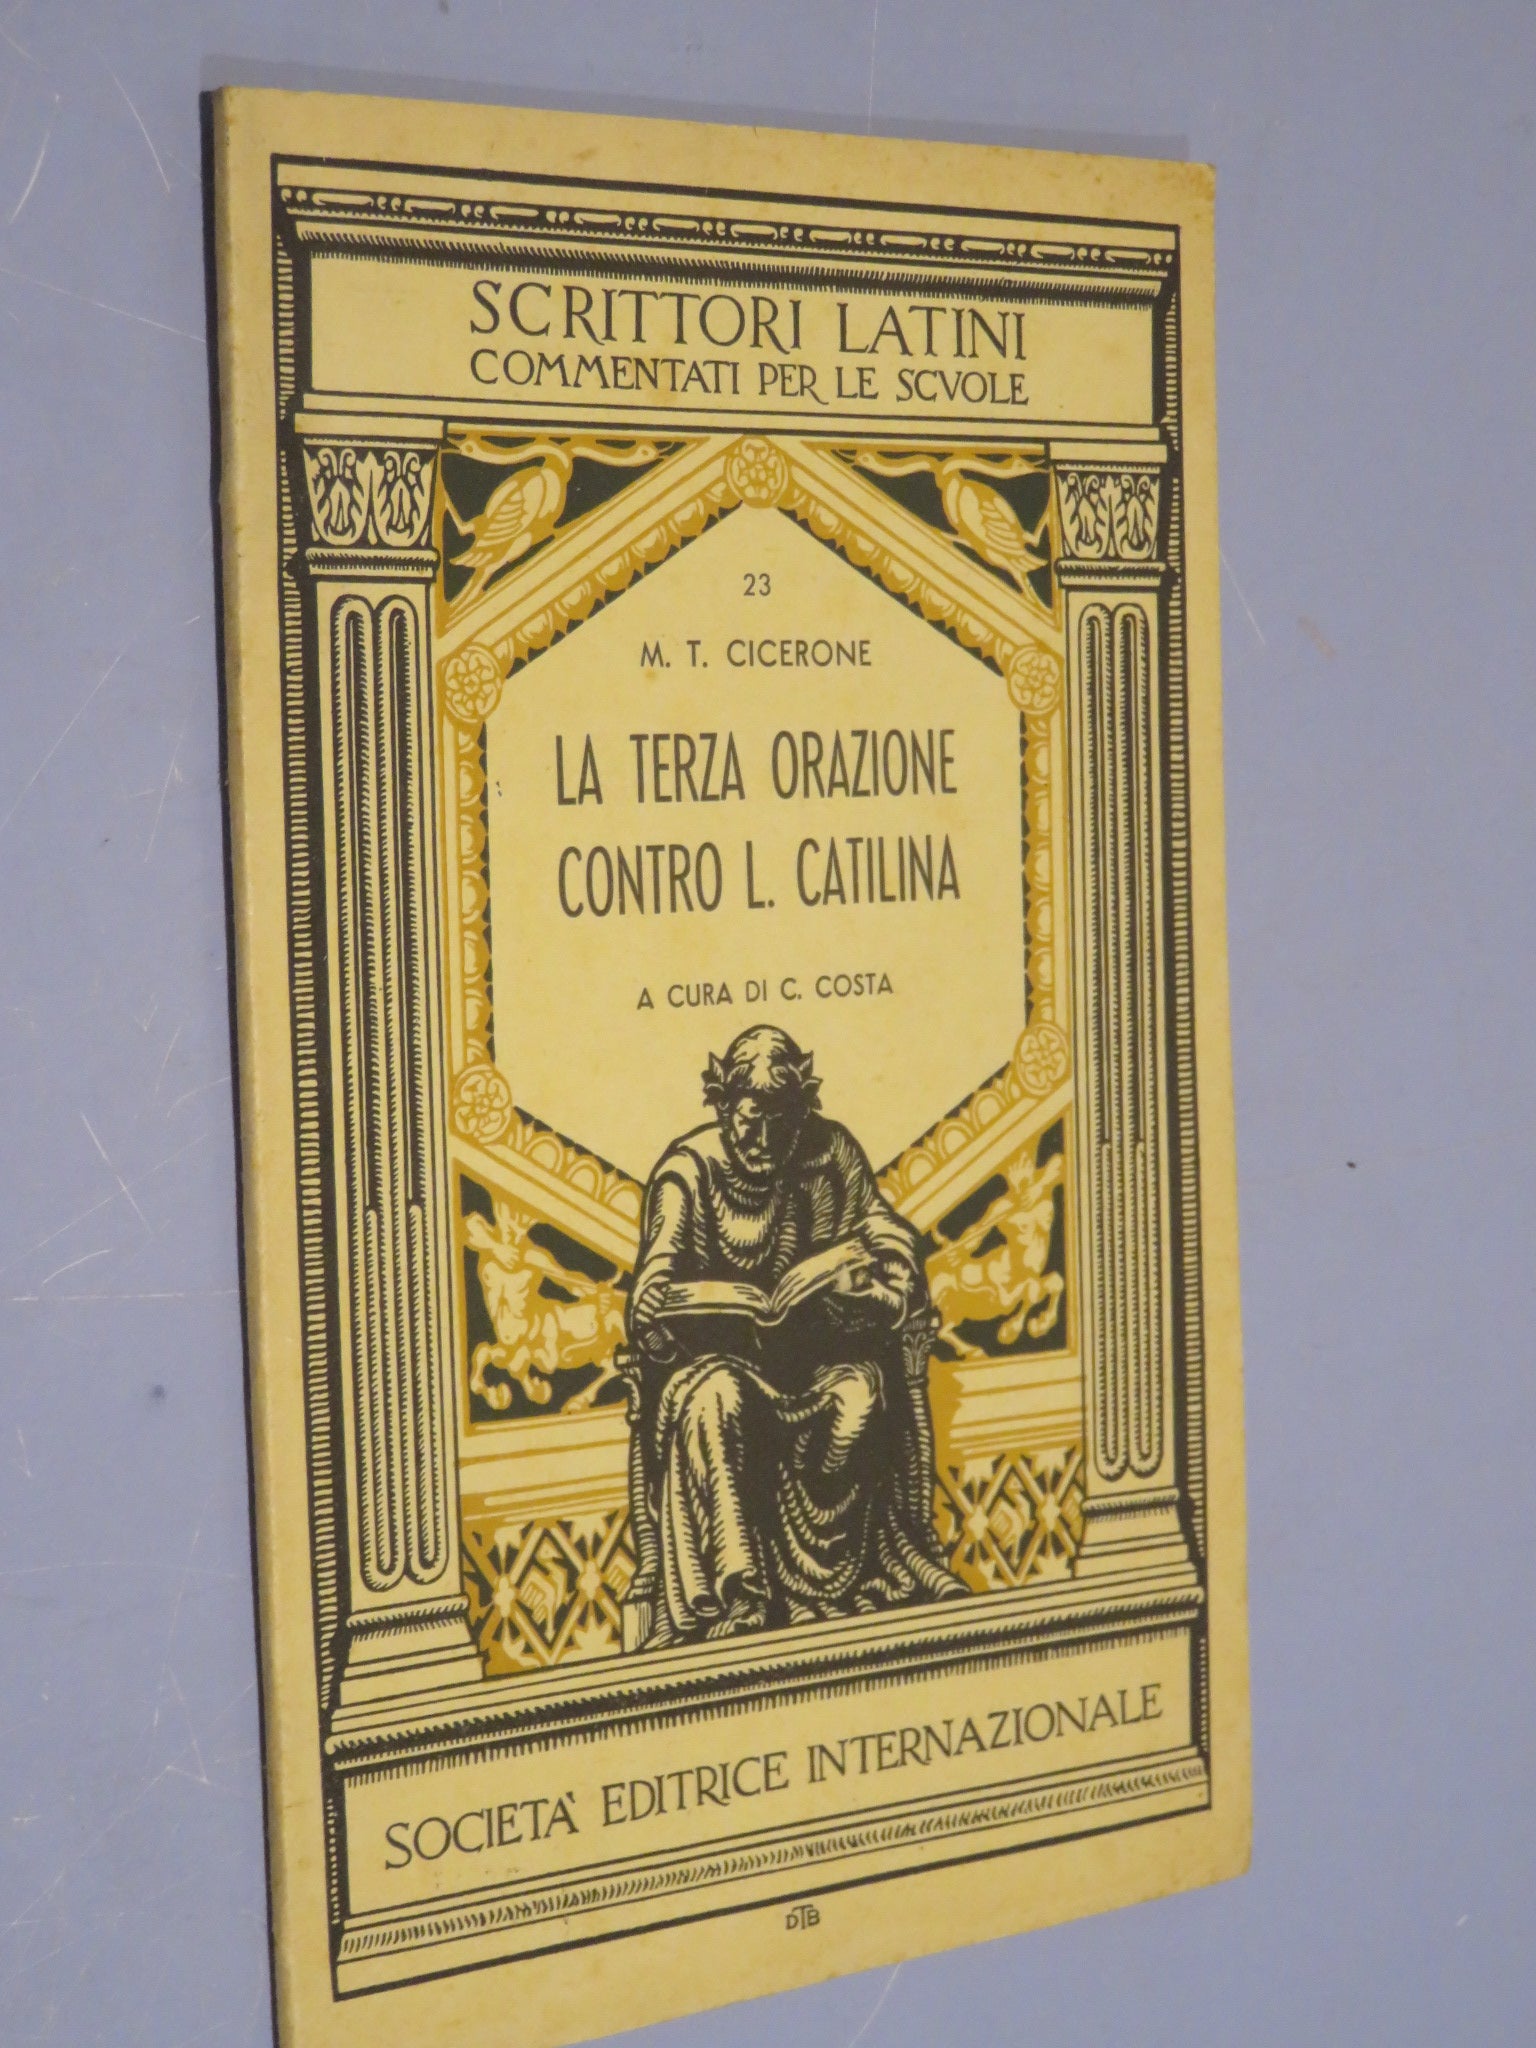 SCRITTORI LATINI
COMMENTATI PER LE SCVOLE
23
M. T. CICERONE
LA TERZA ORAZIONE
CONTRO L. CATILINA
A CURA DI C. COSTA
SOCIETÀ EDITRICE INTERNAZIONALE
DTB